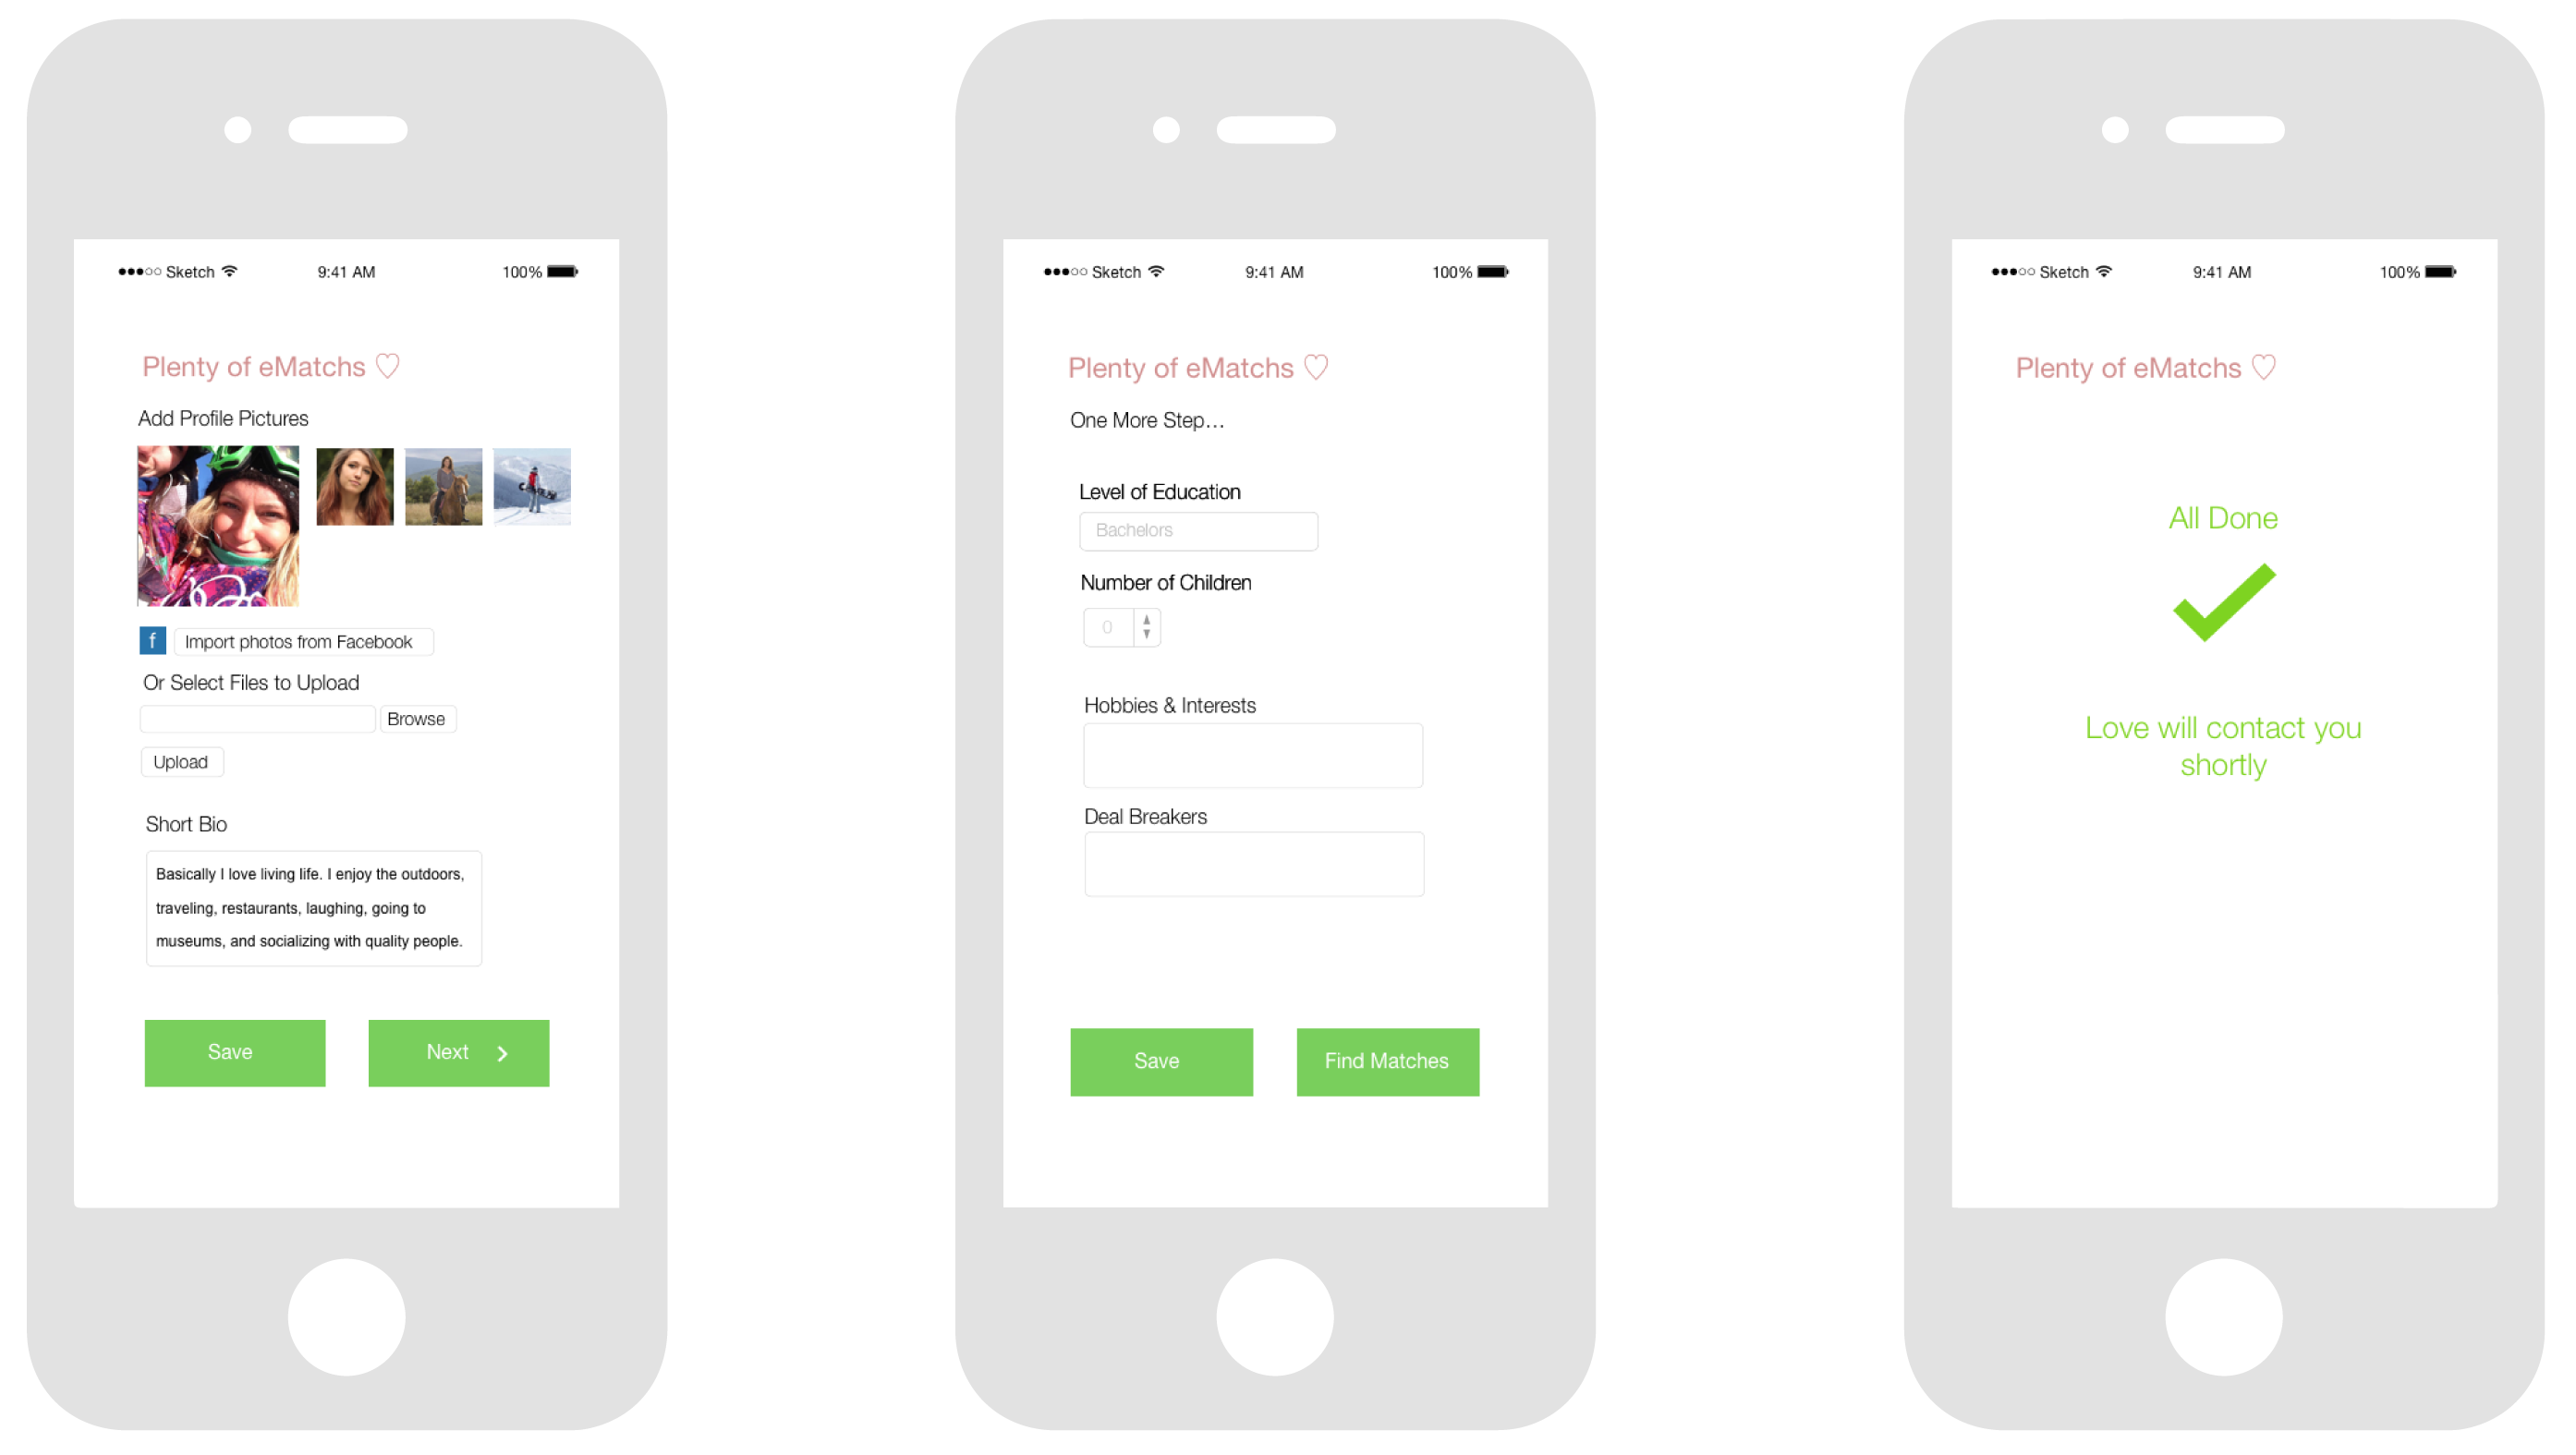 Sketch 9:41 AM 100%
Plenty of eMatchs ♡
Add Profile Pictures
f Import photos from Facebook
Or Select Files to Upload
Browse
Upload
Short Bio
Basically I love living life. I enjoy the outdoors,
traveling, restaurants, laughing, going to
museums, and socializing with quality people.
Save Next >
Sketch 9:41 AM 100%
Plenty of eMatchs ♡
One More Step...
Level of Education
Bachelors
Number of Children
0
Hobbies & Interests
Deal Breakers
Save Find Matches
Sketch 9:41 AM 100%
Plenty of eMatchs ♡
All Done
Love will contact you
shortly